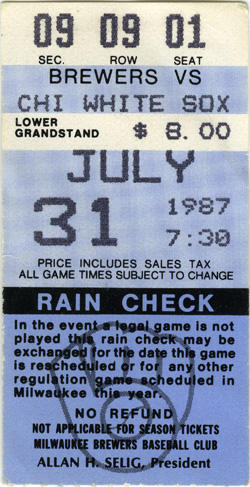 09 09 01
SEC. ROW SEAT
BREWERS VS
CHI WHITE SOX
LOWER
GRANDSTAND $ 8.00
JULY
31 1987
7:30
PRICE INCLUDES SALES TAX
ALL GAME TIMES SUBJECT TO CHANGE
RAIN CHECK
In the event a legal game is not
played this rain check may be
exchanged for the date this game
is rescheduled or for any other
regulation game scheduled in
Milwaukee this year.
NO REFUND
NOT APPLICABLE FOR SEASON TICKETS
MILWAUKEE BREWERS BASEBALL CLUB
ALLAN H. SELIG, President